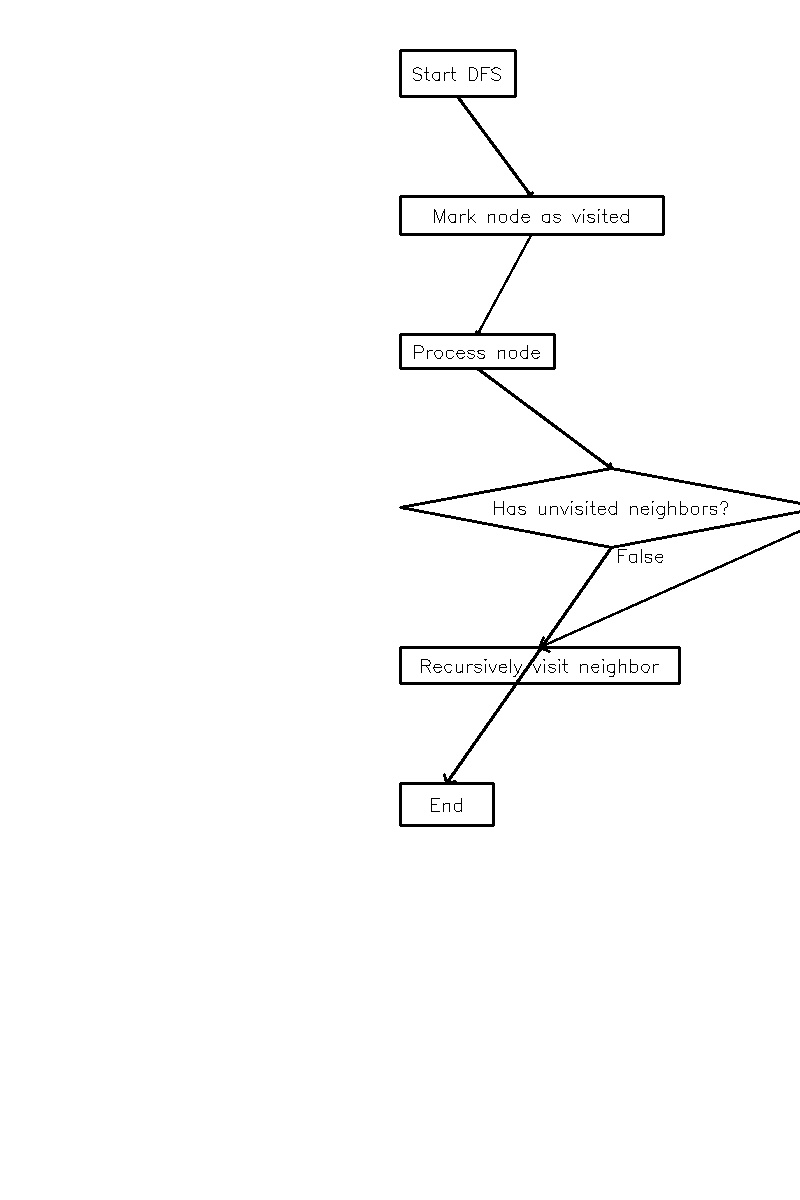 Start DFS
Mark node as visited
Process node
Has unvisited neighbors?
False
Recursively visit neighbor
End